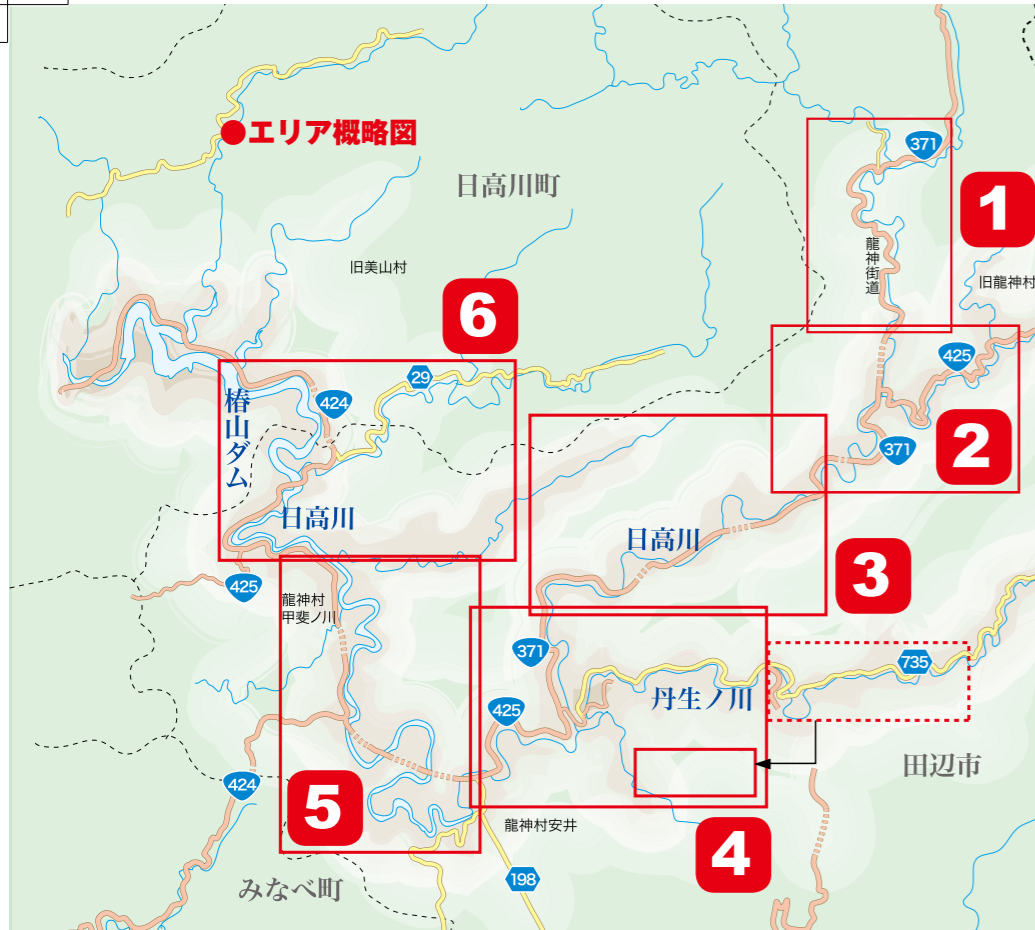 ●エリア概略図
日高川町
371
1
龍神街道
旧美山村
旧龍神村
6
425
29
424
椿山ダム
2
371
日高川
日高川
3
425
龍神村
甲斐ノ川
371
735
丹生ノ川
425
田辺市
424
5
龍神村安井
4
198
みなべ町